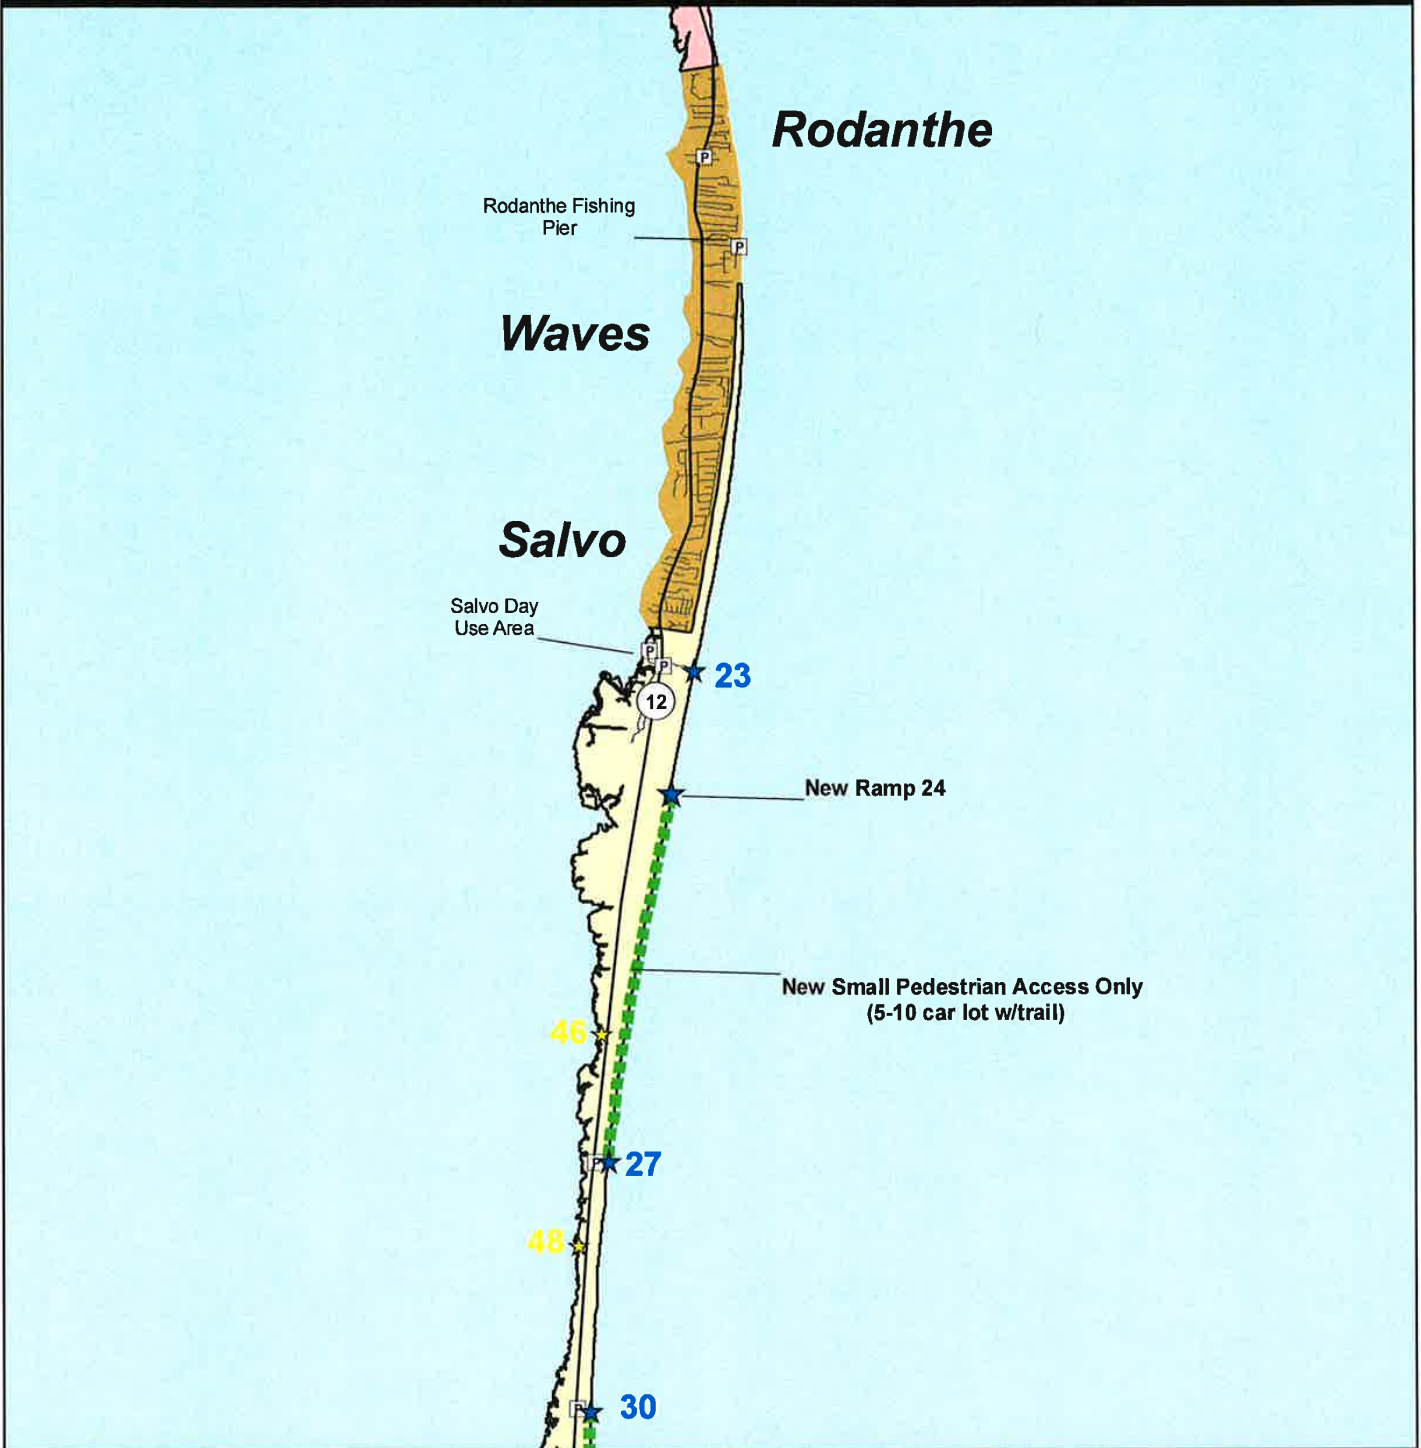 Rodanthe
P
Rodanthe Fishing
Pier
P
Waves
Salvo
Salvo Day
Use Area
P
P
23
12
New Ramp 24
New Small Pedestrian Access Only
(5-10 car lot w/trail)
46
P
27
48
P
30